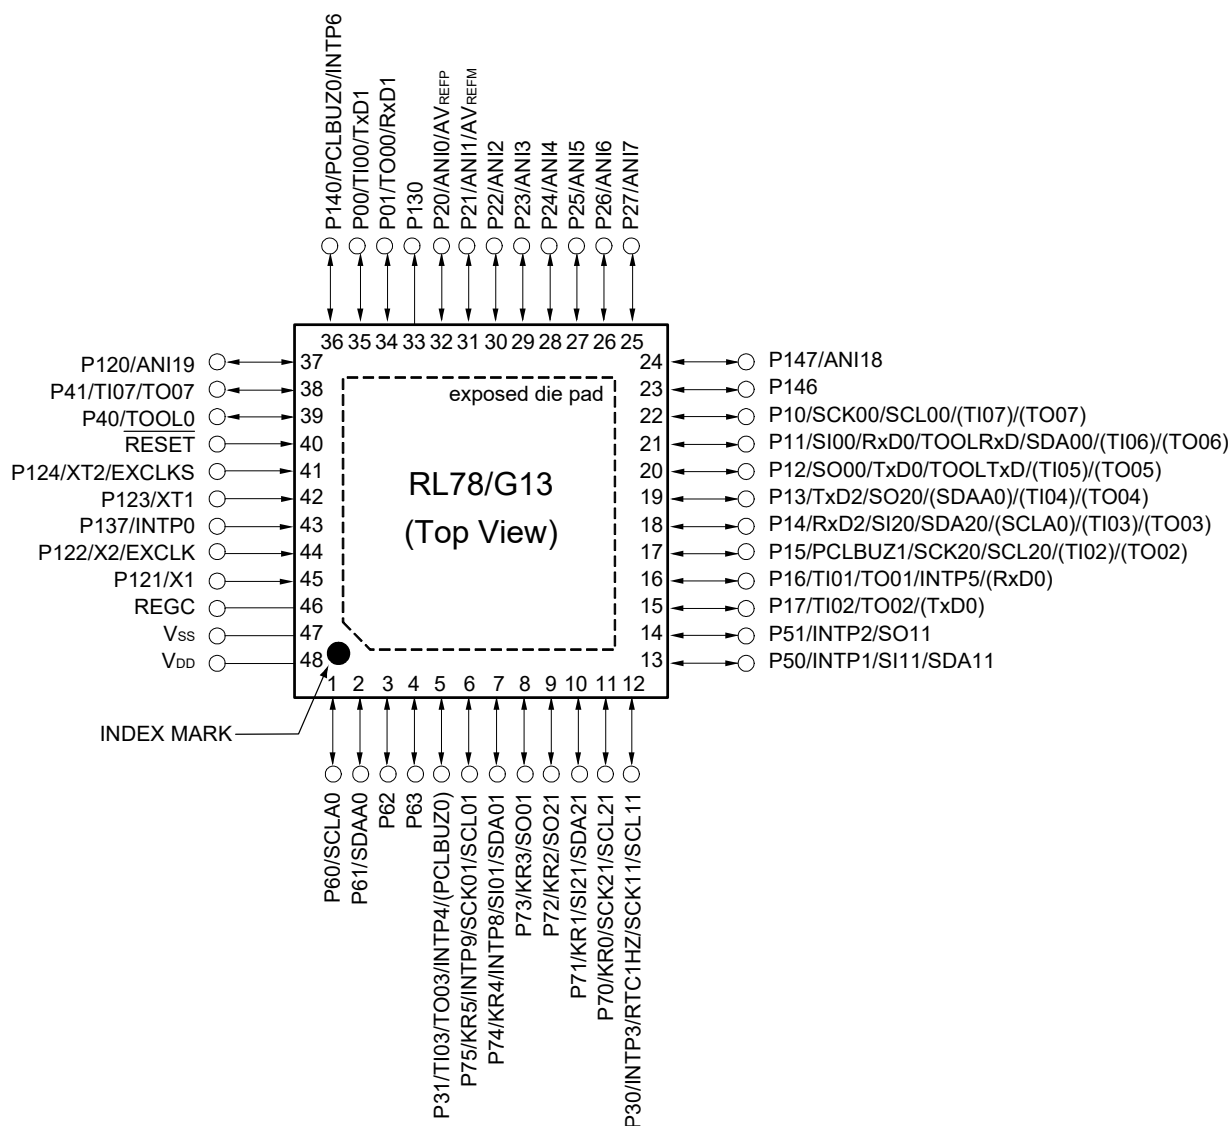 P140/PCLBUZ0/INTP6
P00/TI00/TxD1
P01/TO00/RxD1
P130
P20/ANI0/AVREFP
P21/ANI1/AVREFM
P22/ANI2
P23/ANI3
P24/ANI4
P25/ANI5
P26/ANI6
P27/ANI7
36 35 34 33 32 31 30 29 28 27 26 25
P120/ANI19 37
P41/TI07/TO07 38
P40/TOOL0 39
RESET 40
P124/XT2/EXCLKS 41
P123/XT1 42
P137/INTP0 43
P122/X2/EXCLK 44
P121/X1 45
REGC 46
VSS 47
VDD 48
INDEX MARK
exposed die pad
RL78/G13
(Top View)
24 P147/ANI18
23 P146
22 P10/SCK00/SCL00/(TI07)/(TO07)
21 P11/SI00/RxD0/TOOLRxD/SDA00/(TI06)/(TO06)
20 P12/SO00/TxD0/TOOLTxD/(TI05)/(TO05)
19 P13/TxD2/SO20/(SDAA0)/(TI04)/(TO04)
18 P14/RxD2/SI20/SDA20/(SCLA0)/(TI03)/(TO03)
17 P15/PCLBUZ1/SCK20/SCL20/(TI02)/(TO02)
16 P16/TI01/TO01/INTP5/(RxD0)
15 P17/TI02/TO02/(TxD0)
14 P51/INTP2/SO11
13 P50/INTP1/SI11/SDA11
1 2 3 4 5 6 7 8 9 10 11 12
P60/SCLA0
P61/SDAA0
P62
P63
P31/TI03/TO03/INTP4/(PCLBUZ0)
P75/KR5/INTP9/SCK01/SCL01
P74/KR4/INTP8/SI01/SDA01
P73/KR3/SO01
P72/KR2/SO21
P71/KR1/SI21/SDA21
P70/KR0/SCK21/SCL21
P30/INTP3/RTC1HZ/SCK11/SCL11